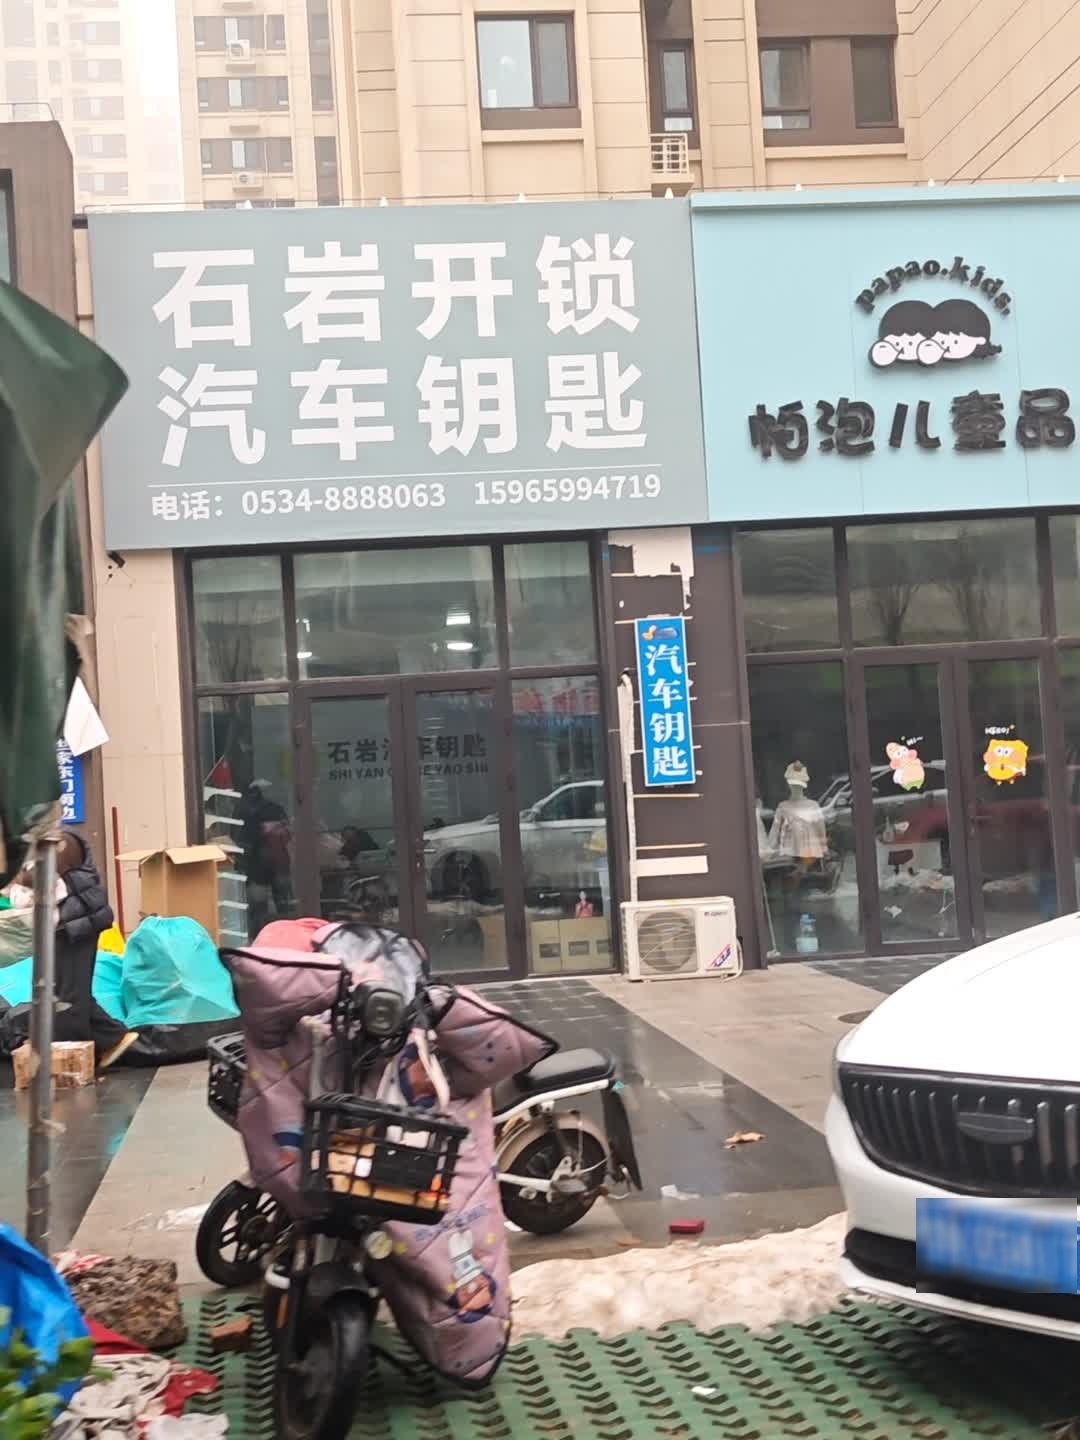 石岩开锁
汽车钥匙
电话：0534-8888063 15965994719
papao.kids.
帕泡儿童品
汽车钥匙
石岩汽车钥匙